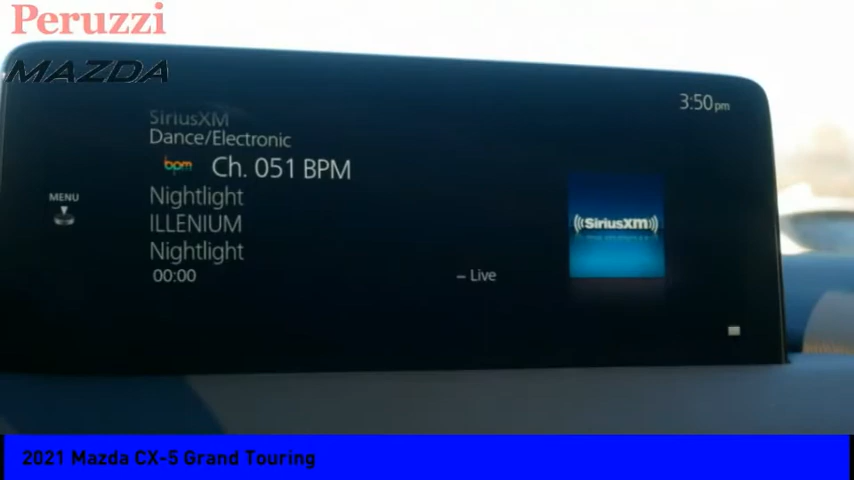 Peruzzi
MAZDA
SiriusXM
3:50pm
Dance/Electronic
bpm Ch. 051 BPM
MENU
Nightlight
ILLENIUM
((SiriusXM))
Nightlight
00:00
– Live
2021 Mazda CX-5 Grand Touring